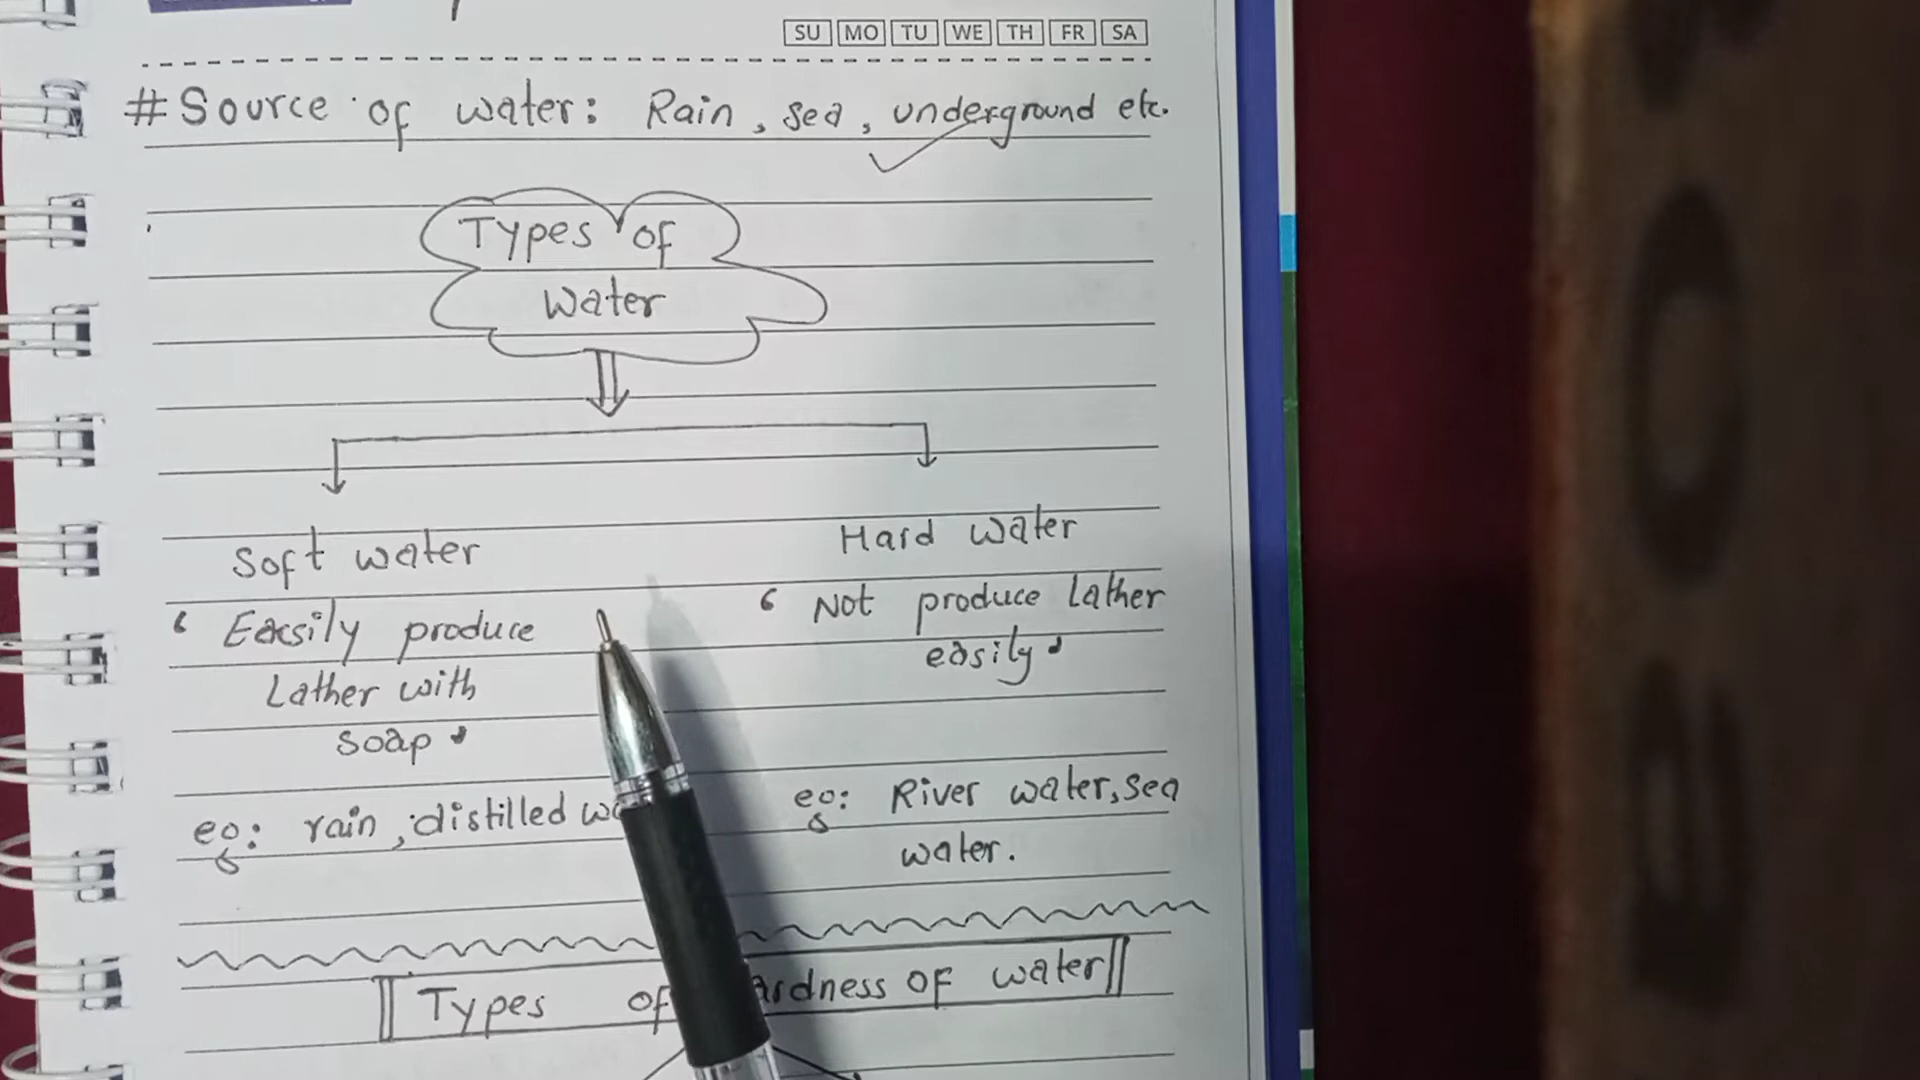 SU MO TU WE TH FR SA
# Source of water: Rain, sea, underground etc.
Types of
Water
Soft water
Hard water
Easily produce
Lather with
soap
Not produce Lather
easily
eg: rain, distilled
eg: River water, sea
water.
Types of ardness of water